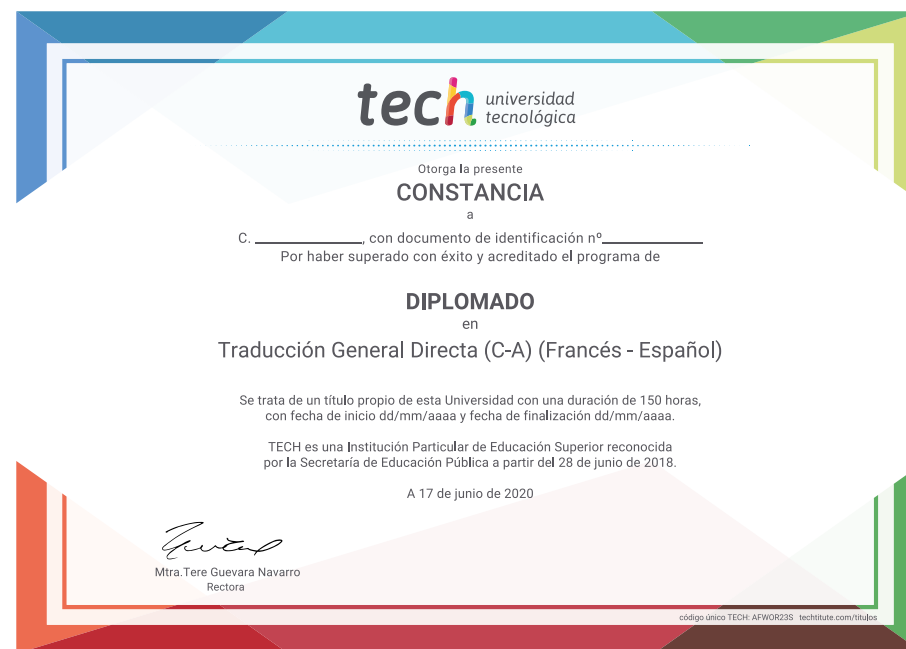 tech universidad
tecnológica
Otorga la presente
CONSTANCIA
a
C. ____________, con documento de identificación nº____________
Por haber superado con éxito y acreditado el programa de
DIPLOMADO
en
Traducción General Directa (C-A) (Francés - Español)
Se trata de un título propio de esta Universidad con una duración de 150 horas,
con fecha de inicio dd/mm/aaaa y fecha de finalización dd/mm/aaaa.
TECH es una Institución Particular de Educación Superior reconocida
por la Secretaría de Educación Pública a partir del 28 de junio de 2018.
A 17 de junio de 2020
Mtra.Tere Guevara Navarro
Rectora
código único TECH: AFWOR23S techtitute.com/titulos